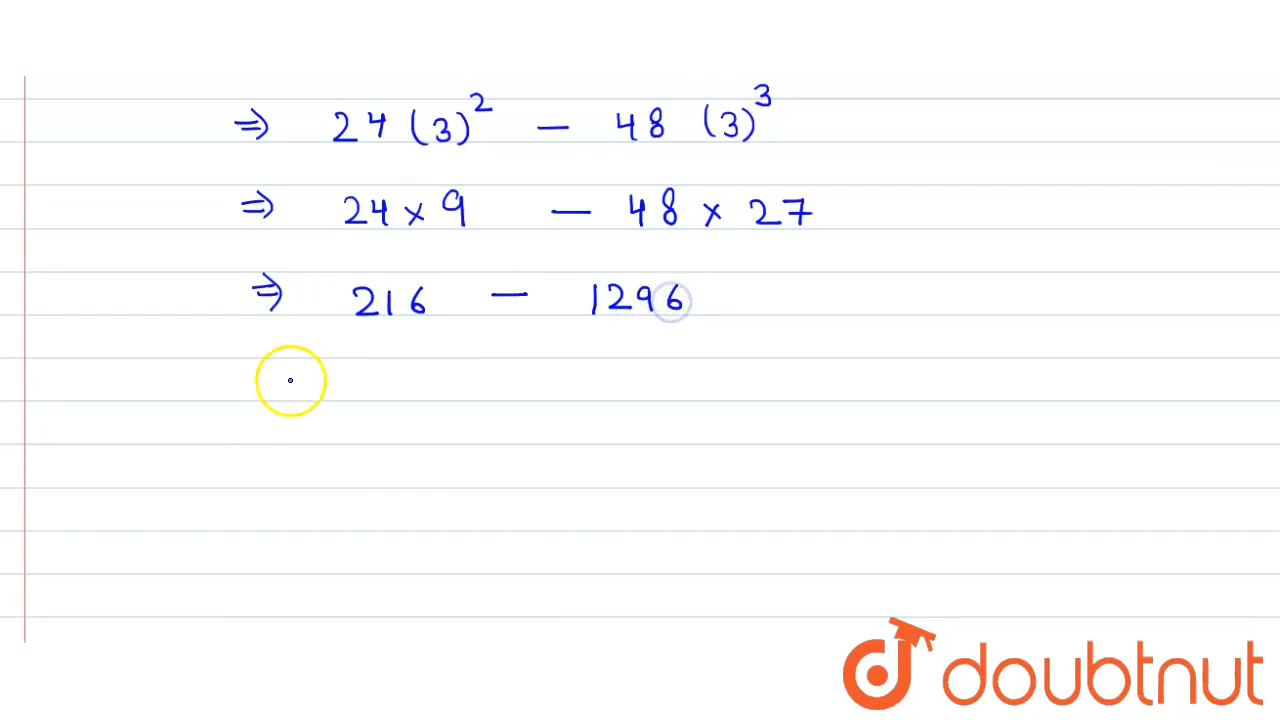 ⇒ 24 (3)² – 48 (3)³
⇒ 24 × 9 – 48 × 27
⇒ 216 – 1296
doubtnut